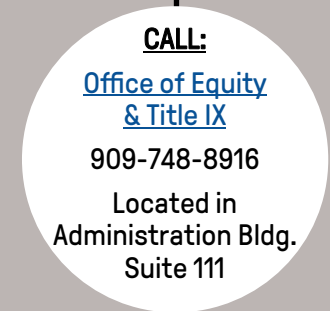 CALL:
Office of Equity
& Title IX
909-748-8916
Located in
Administration Bldg.
Suite 111